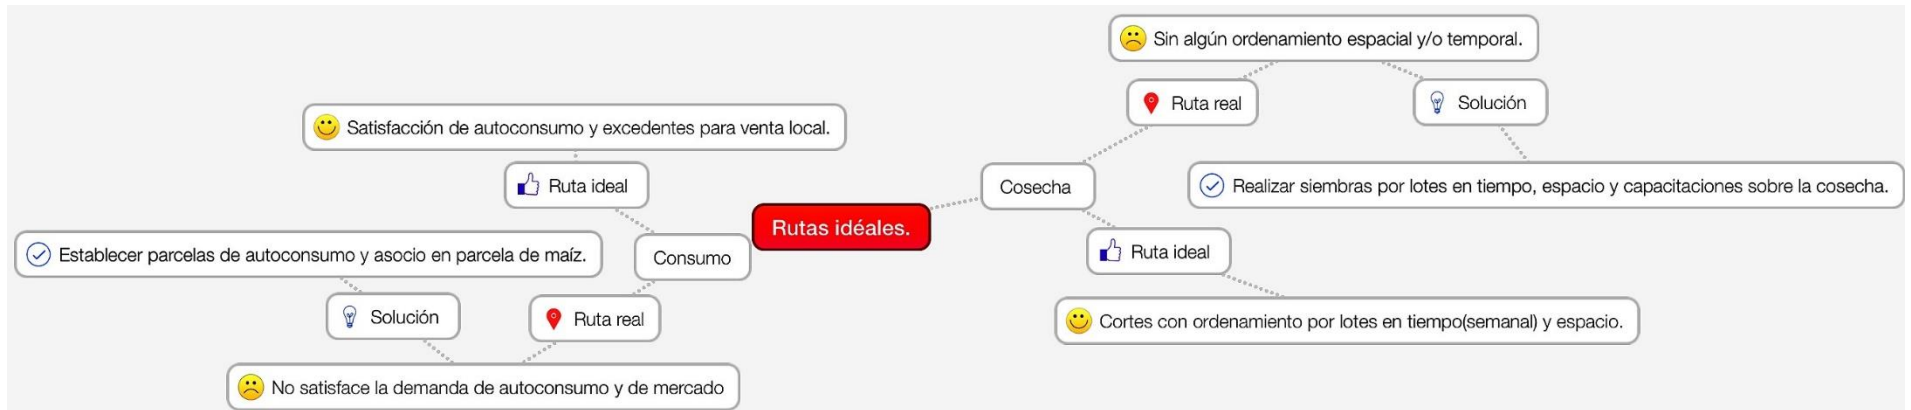 Rutas idéales.
Consumo
Ruta ideal
Satisfacción de autoconsumo y excedentes para venta local.
Ruta real
No satisface la demanda de autoconsumo y de mercado
Solución
Establecer parcelas de autoconsumo y asocio en parcela de maíz.
Cosecha
Ruta real
Sin algún ordenamiento espacial y/o temporal.
Solución
Realizar siembras por lotes en tiempo, espacio y capacitaciones sobre la cosecha.
Ruta ideal
Cortes con ordenamiento por lotes en tiempo(semanal) y espacio.